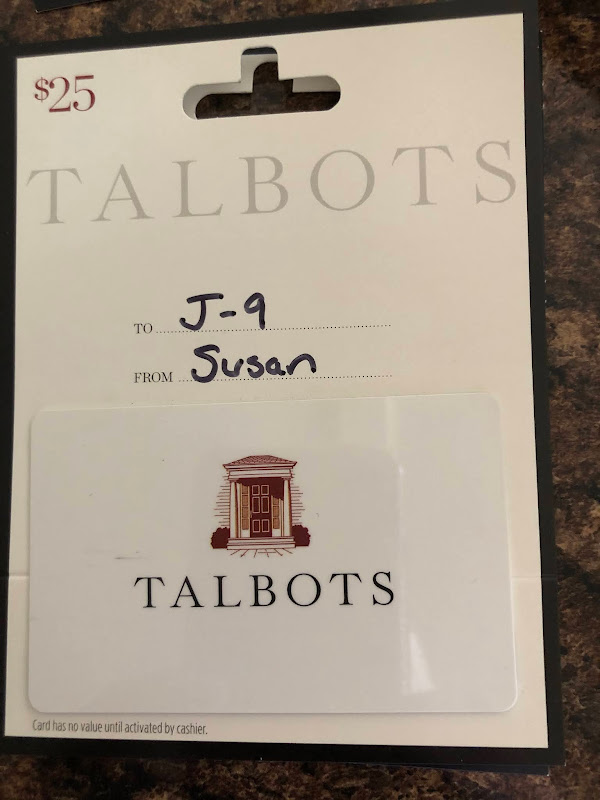 $25
TALBOTS
TO J-9
FROM Susan
TALBOTS
Card has no value until activated by cashier.